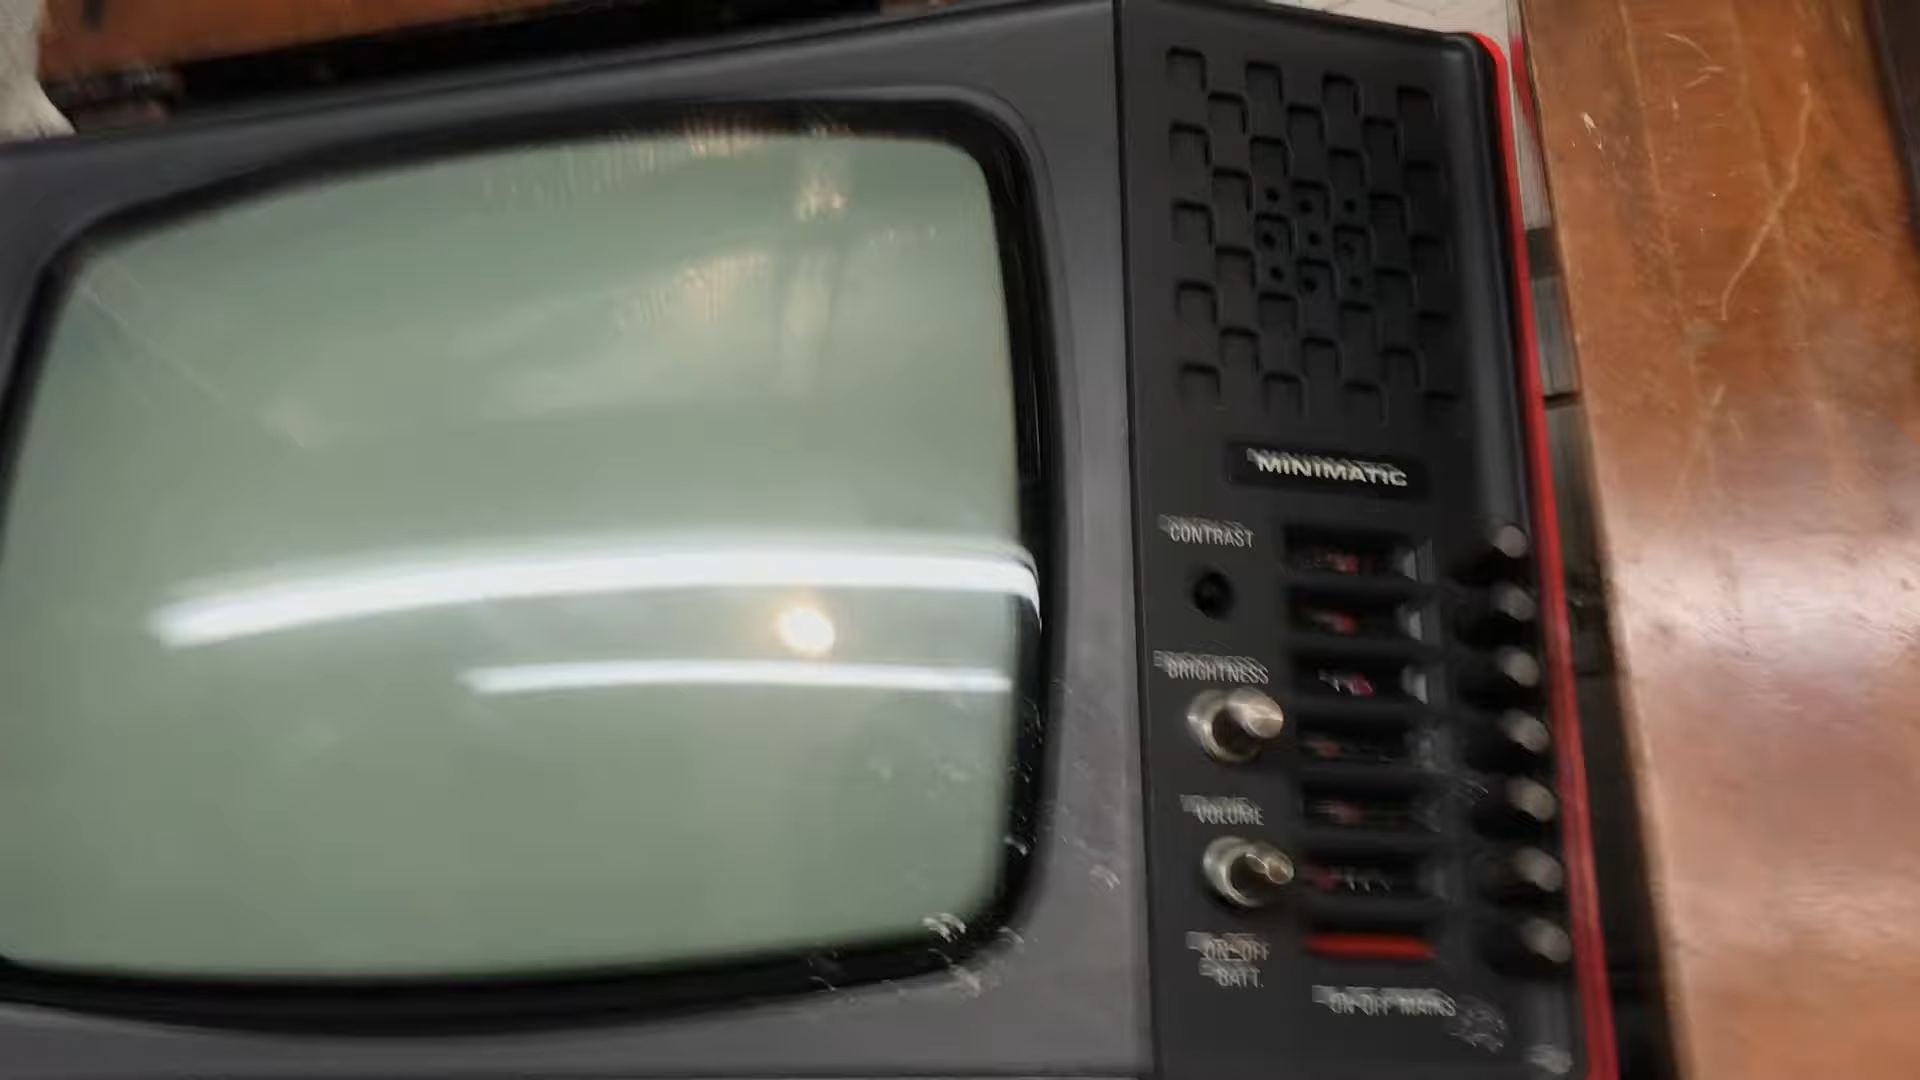 MINIMATIC
CONTRAST
BRIGHTNESS
VOLUME
ON-OFF
BATT.
ON-OFF MAINS